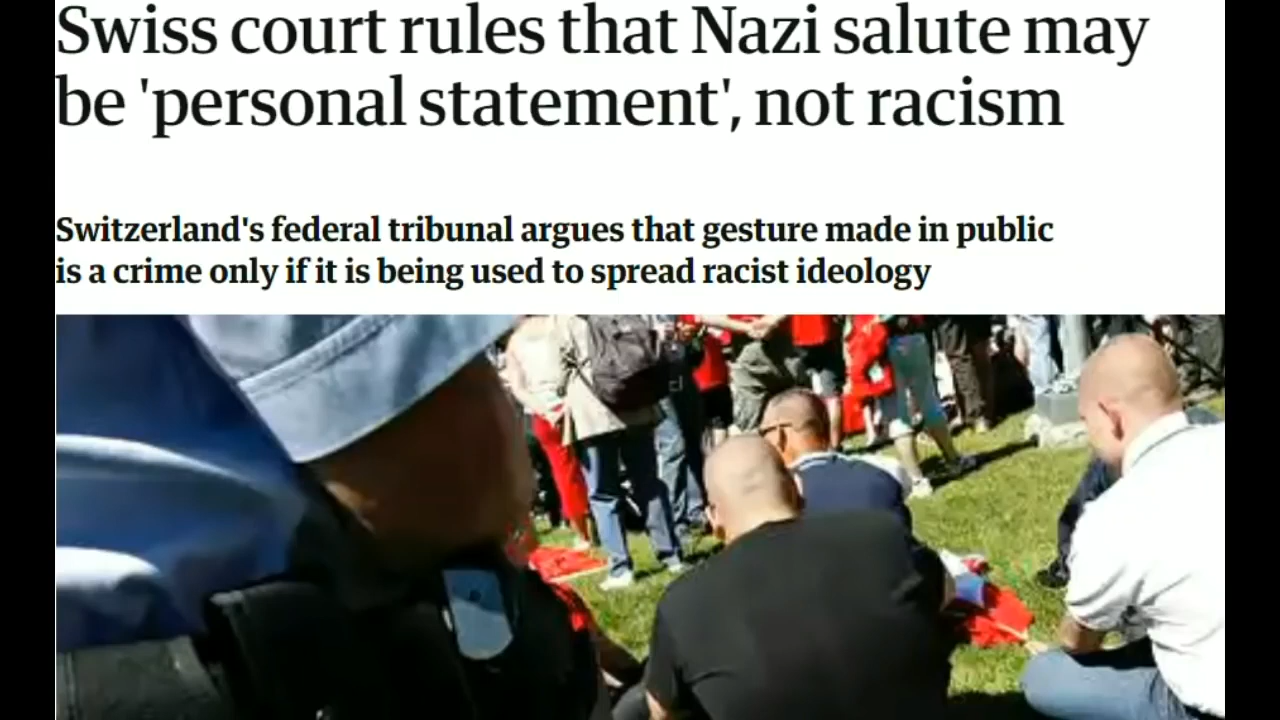 Swiss court rules that Nazi salute may
be 'personal statement', not racism
Switzerland's federal tribunal argues that gesture made in public
is a crime only if it is being used to spread racist ideology